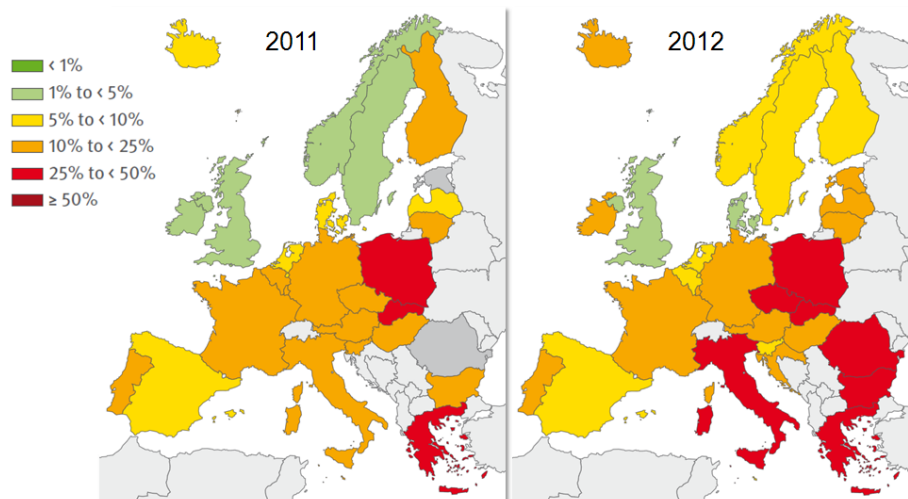 2011
2012
< 1%
1% to < 5%
5% to < 10%
10% to < 25%
25% to < 50%
≥ 50%